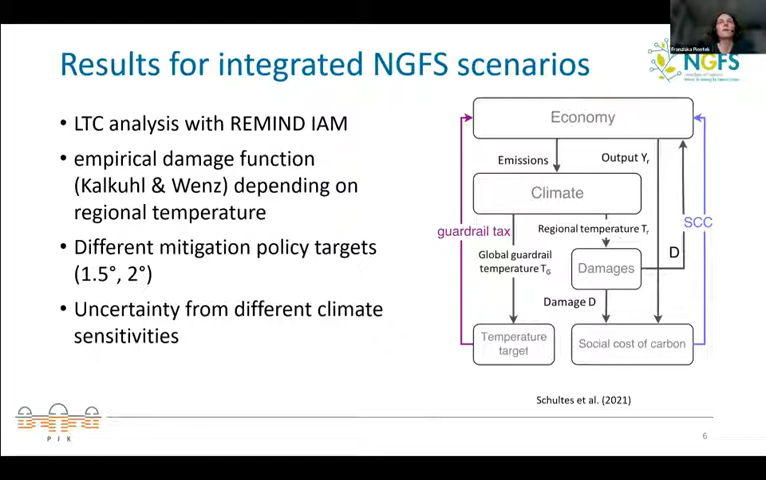 Franziska Piontek
NGFS
Results for integrated NGFS scenarios
• LTC analysis with REMIND IAM
• empirical damage function
(Kalkuhl & Wenz) depending on
regional temperature
• Different mitigation policy targets
(1.5°, 2°)
• Uncertainty from different climate
sensitivities
Economy
Emissions
Output Yr
Climate
guardrail tax
Regional temperature Tr
SCC
Global guardrail
temperature TG
Damages
D
Damage D
Temperature
target
Social cost of carbon
Schultes et al. (2021)
P I K
6